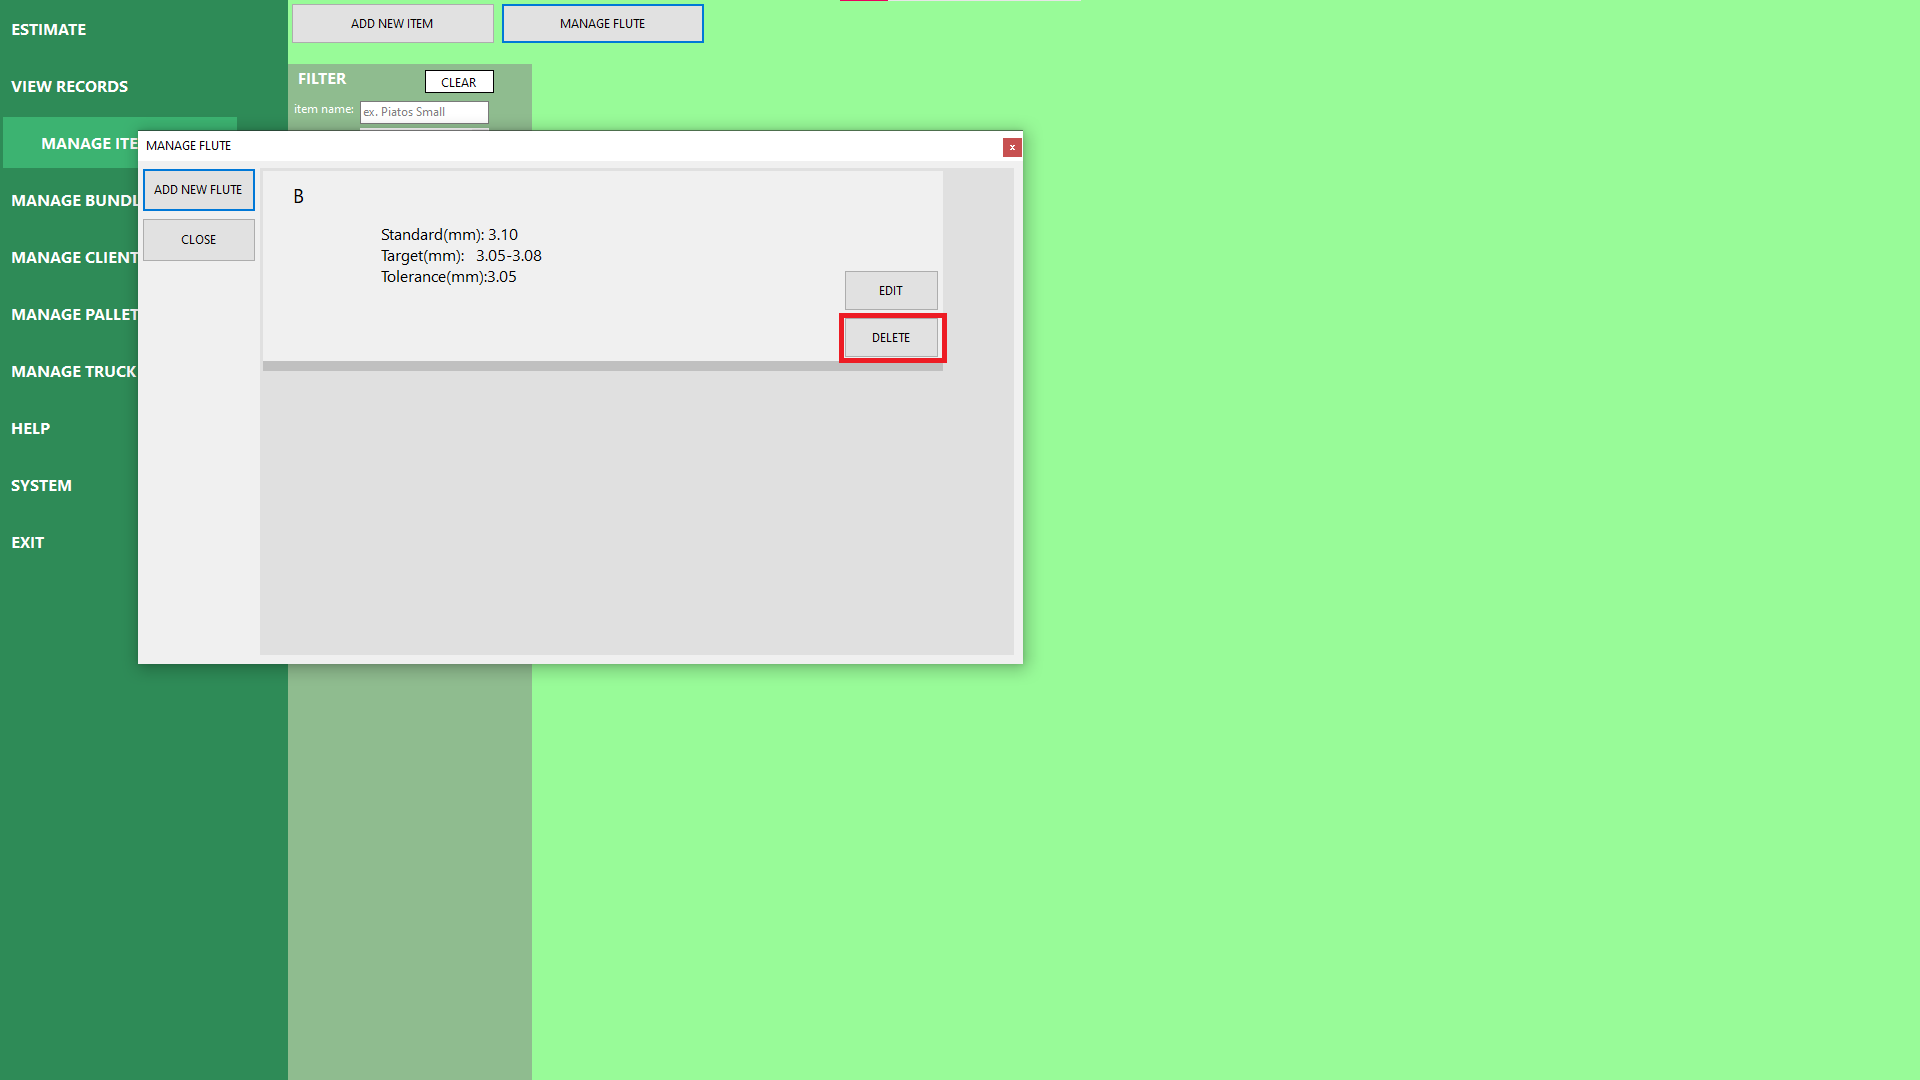 ESTIMATE
VIEW RECORDS
MANAGE ITE
MANAGE BUNDL
MANAGE CLIENT
MANAGE PALLET
MANAGE TRUCK
HELP
SYSTEM
EXIT
ADD NEW ITEM
MANAGE FLUTE
FILTER
CLEAR
item name:
ex. Piatos Small
MANAGE FLUTE
x
ADD NEW FLUTE
CLOSE
B
Standard(mm): 3.10
Target(mm): 3.05-3.08
Tolerance(mm):3.05
EDIT
DELETE